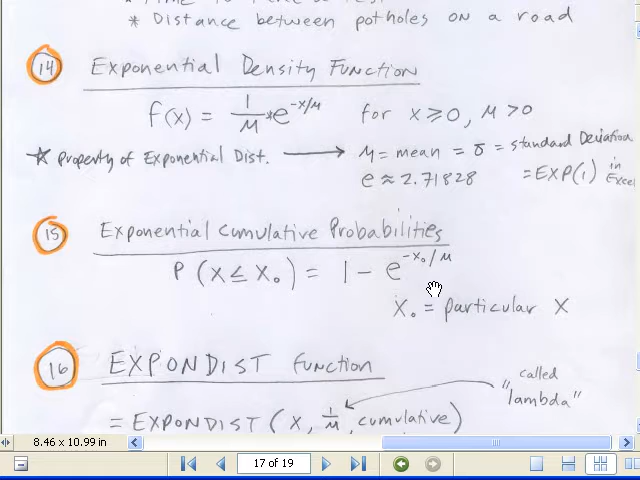 * Distance between potholes on a road
14 Exponential Density Function
f(x) = 1/μ * e^-x/μ for x ≥ 0, μ > 0
* Property of Exponential Dist. → μ = mean = σ = standard Deviation
e ≈ 2.71828 = EXP(1) in Excel
15 Exponential Cumulative Probabilities
P (x ≤ x₀) = 1 - e^-x₀/μ
x₀ = particular X
16 EXPONDIST Function
called
"lambda"
= EXPONDIST ( X, 1/μ, cumulative)
8.46 x 10.99 in
17 of 19